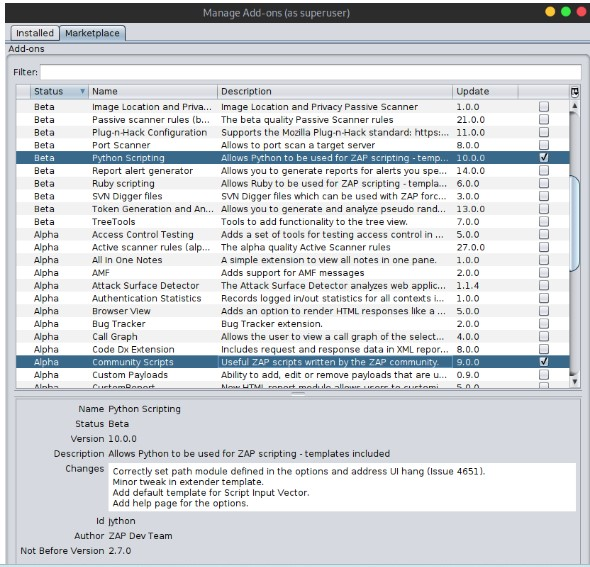 Manage Add-ons (as superuser)
Installed Marketplace
Add-ons
Filter:
Status Name Description Update
Beta Image Location and Priva... Image Location and Privacy Passive Scanner 1.0.0
Beta Passive scanner rules (b... The beta quality Passive Scanner rules 21.0.0
Beta Plug-n-Hack Configuration Supports the Mozilla Plug-n-Hack standard: https:... 11.0.0
Beta Port Scanner Allows to port scan a target server 8.0.0
Beta Python Scripting Allows Python to be used for ZAP scripting - temp... 10.0.0
Beta Report alert generator Allows you to generate reports for alerts you spe... 14.0.0
Beta Ruby scripting Allows Ruby to be used for ZAP scripting - templa... 6.0.0
Beta SVN Digger files SVN Digger files which can be used with ZAP forc... 3.0.0
Beta Token Generation and An... Allows you to generate and analyze pseudo rand... 13.0.0
Beta TreeTools Tools to add functionality to the tree view. 7.0.0
Alpha Access Control Testing Adds a set of tools for testing access control in ... 5.0.0
Alpha Active scanner rules (alp... The alpha quality Active Scanner rules 27.0.0
Alpha All In One Notes A simple extension to view all notes in one pane. 1.0.0
Alpha AMF Adds support for AMF messages 2.0.0
Alpha Attack Surface Detector The Attack Surface Detector analyzes web applic... 1.1.4
Alpha Authentication Statistics Records logged in/out statistics for all contexts i... 1.0.0
Alpha Browser View Adds an option to render HTML responses like a ... 5.0.0
Alpha Bug Tracker Bug Tracker extension. 2.0.0
Alpha Call Graph Allows the user to view a call graph of the select... 4.0.0
Alpha Code Dx Extension Includes request and response data in XML repor... 8.0.0
Alpha Community Scripts Useful ZAP scripts written by the ZAP community. 9.0.0
Alpha Custom Payloads Ability to add, edit or remove payloads that are u... 0.9.0
Alpha CustomReport New HTML report module allows users to customi... 5.0.0
Name Python Scripting
Status Beta
Version 10.0.0
Description Allows Python to be used for ZAP scripting - templates included
Changes Correctly set path module defined in the options and address UI hang (Issue 4651).
Minor tweak in extender template.
Add default template for Script Input Vector.
Add help page for the options.
Id jython
Author ZAP Dev Team
Not Before Version 2.7.0